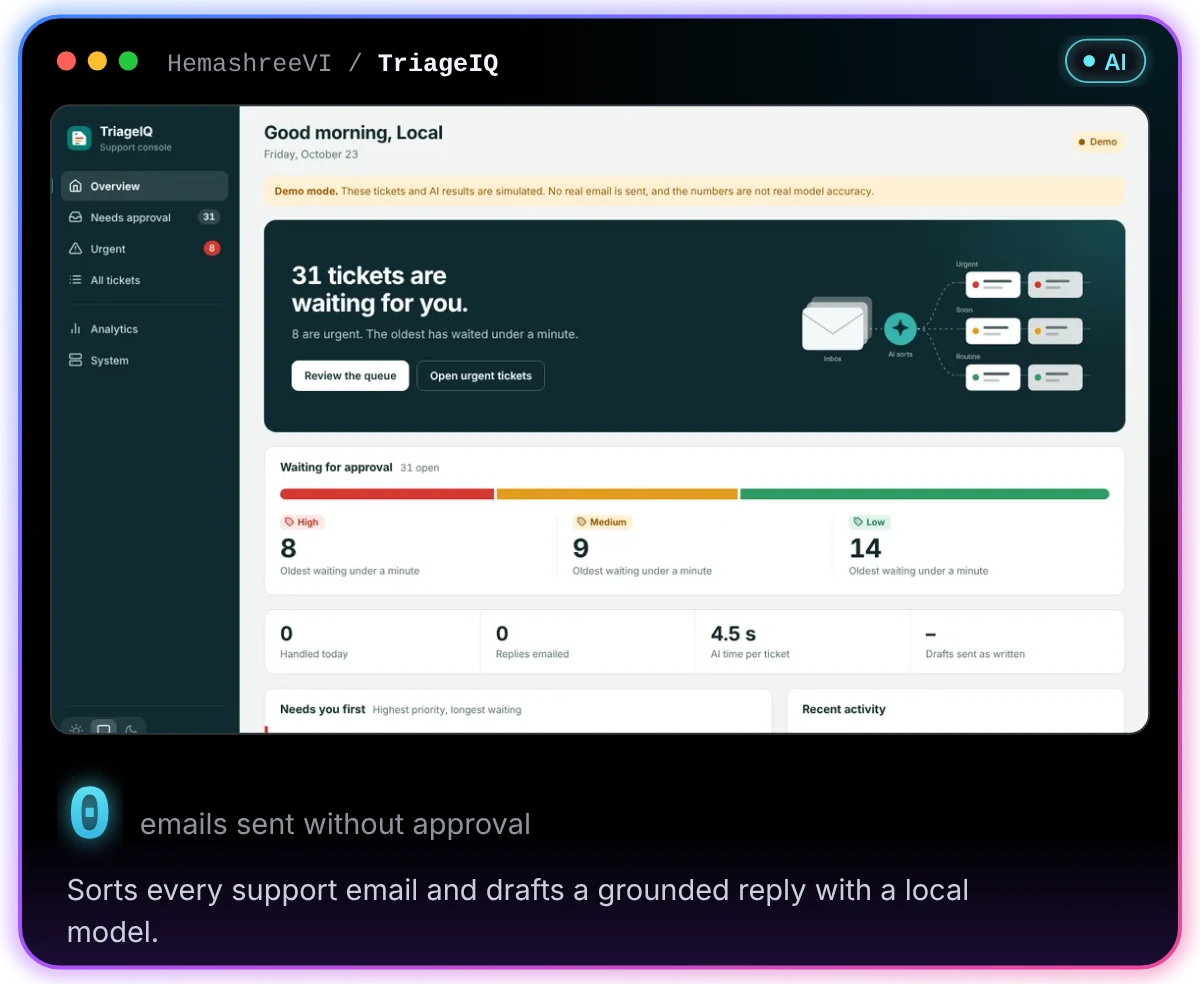 HemashreeVI / TriageIQ
AI
TriageIQ
Support console
Overview
Needs approval 31
Urgent 8
All tickets
Analytics
System
Good morning, Local
Friday, October 23
Demo
Demo mode. These tickets and AI results are simulated. No real email is sent, and the numbers are not real model accuracy.
31 tickets are
waiting for you.
8 are urgent. The oldest has waited under a minute.
Review the queue
Open urgent tickets
Inbox
AI sorts
Urgent
Soon
Routine
Waiting for approval 31 open
High
8
Oldest waiting under a minute
Medium
9
Oldest waiting under a minute
Low
14
Oldest waiting under a minute
0
Handled today
0
Replies emailed
4.5 s
AI time per ticket
–
Drafts sent as written
Needs you first Highest priority, longest waiting
Recent activity
0 emails sent without approval
Sorts every support email and drafts a grounded reply with a local
model.